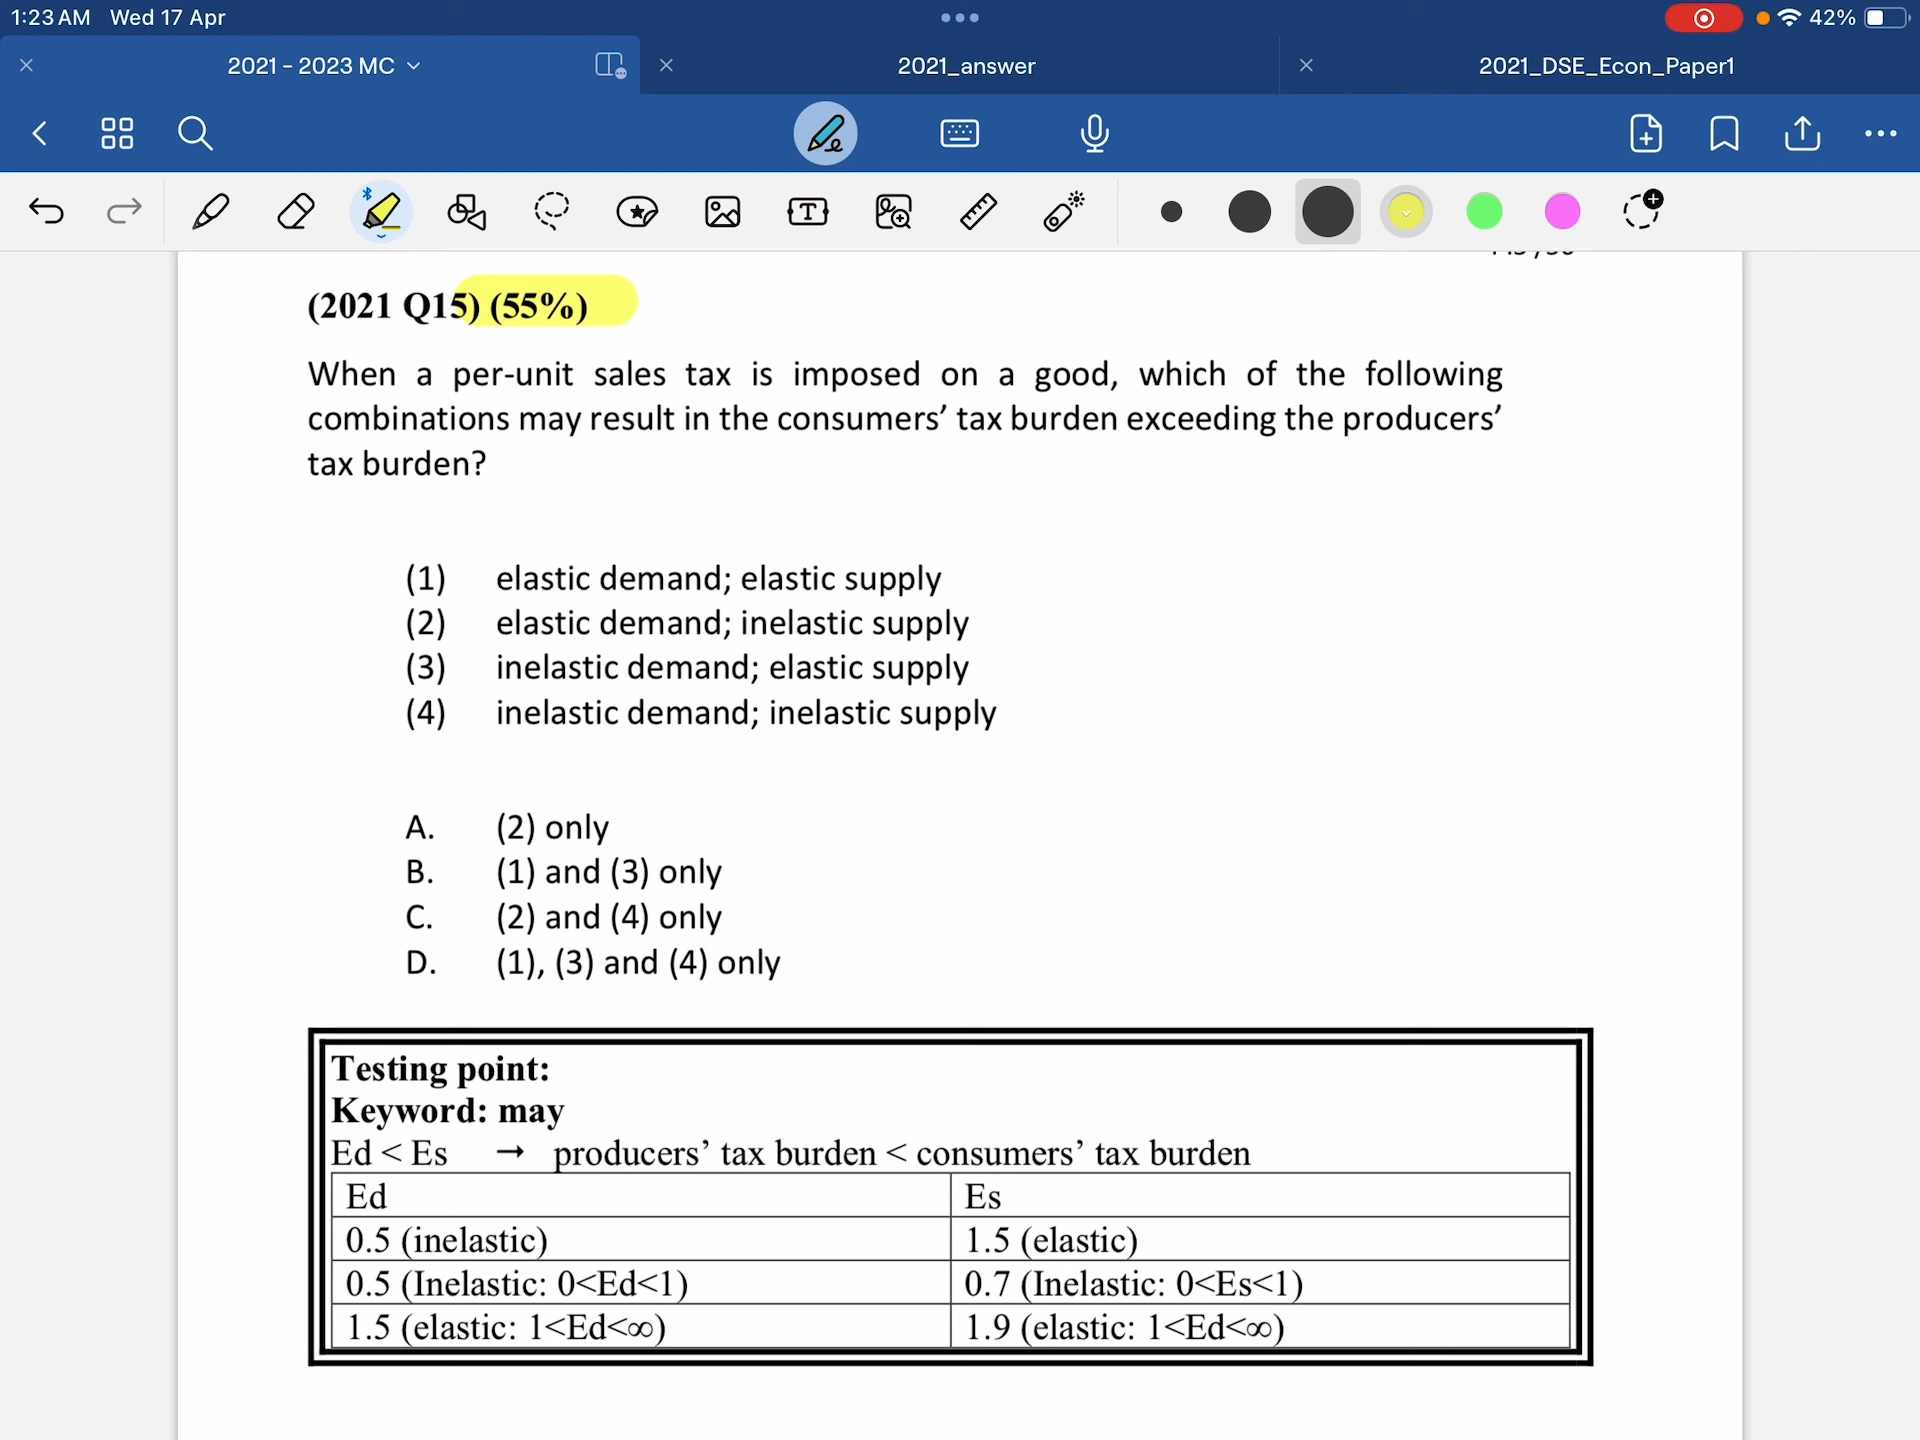 1:23 AM Wed 17 Apr
42%
2021 - 2023 MC
2021_answer
2021_DSE_Econ_Paper1
(2021 Q15) (55%)
When a per-unit sales tax is imposed on a good, which of the following
combinations may result in the consumers’ tax burden exceeding the producers’
tax burden?
(1) elastic demand; elastic supply
(2) elastic demand; inelastic supply
(3) inelastic demand; elastic supply
(4) inelastic demand; inelastic supply
A. (2) only
B. (1) and (3) only
C. (2) and (4) only
D. (1), (3) and (4) only
Testing point:
Keyword: may
Ed < Es → producers’ tax burden < consumers’ tax burden
Ed Es
0.5 (inelastic) 1.5 (elastic)
0.5 (Inelastic: 0<Ed<1) 0.7 (Inelastic: 0<Es<1)
1.5 (elastic: 1<Ed<∞) 1.9 (elastic: 1<Ed<∞)